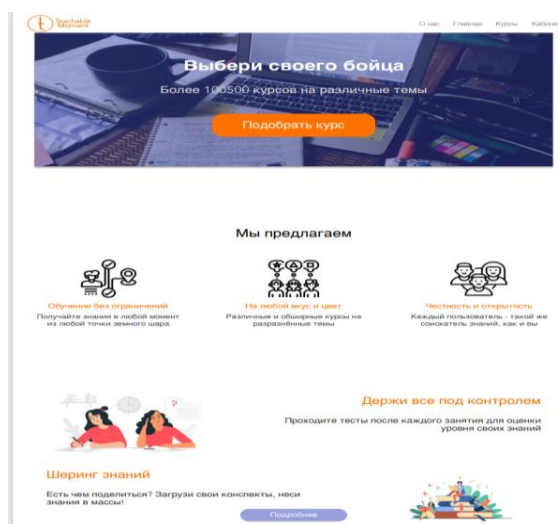 Teachable
Moment
О нас Главная Курсы Кабинет
Выбери своего бойца
Более 100500 курсов на различные темы
Подобрать курс
Мы предлагаем
Обучение без ограничений
Получайте знания в любой момент
из любой точки земного шара
На любой вкус и цвет
Различные и обширные курсы на
разразнённые темы
Честность и открытость
Каждый пользователь - такой же
соискатель знаний, как и вы
Держи все под контролем
Проходите тесты после каждого занятия для оценки
уровня своих знаний
Шеринг знаний
Есть чем поделиться? Загрузи свои конспекты, неси
знания в массы!
Подробнее